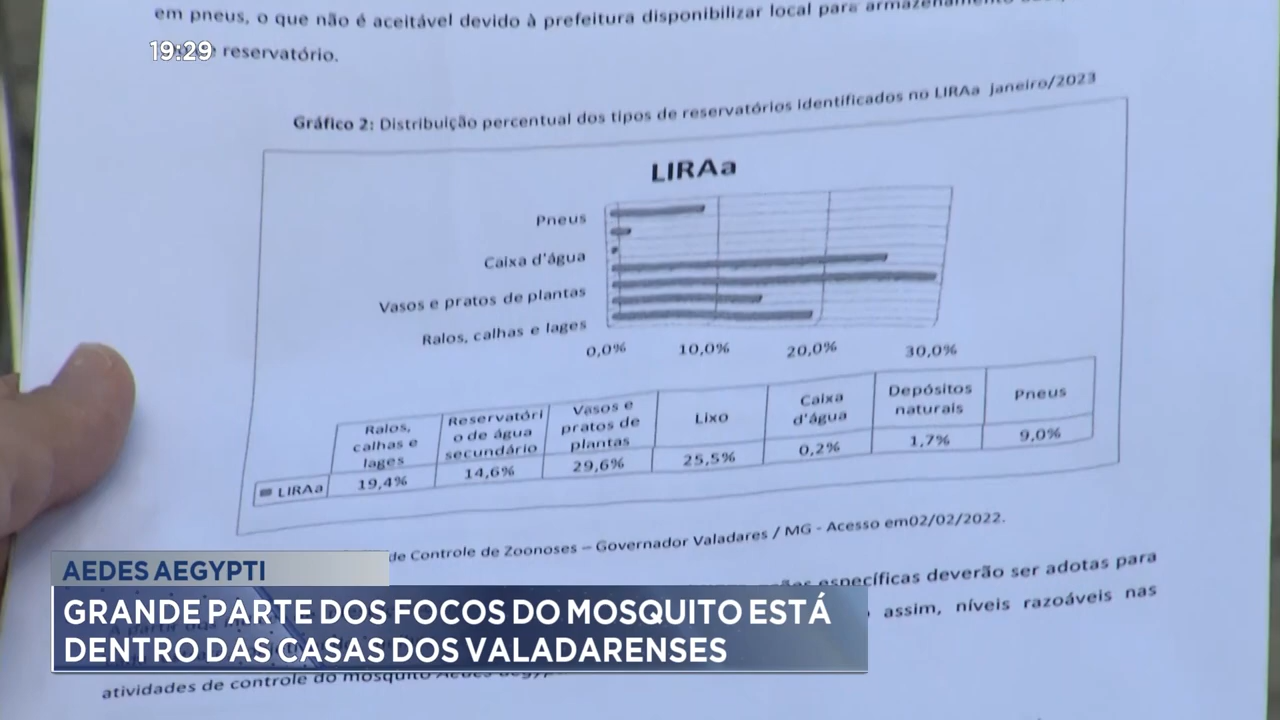 em pneus, o que não é aceitável devido à prefeitura disponibilizar local para armazenamento
19:29
reservatório.
Gráfico 2: Distribuição percentual dos tipos de reservatórios identificados no LIRAa janeiro/2023
LIRAa
Pneus
Caixa d'água
Vasos e pratos de plantas
Ralos, calhas e lages
0,0% 10,0% 20,0% 30,0%
Ralos, calhas e lages
Reservatóri o de água secundário
Vasos e pratos de plantas
Lixo
Caixa d'água
Depósitos naturais
Pneus
LIRAa 19,4% 14,6% 29,6% 25,5% 0,2% 1,7% 9,0%
de Controle de Zoonoses – Governador Valadares / MG - Acesso em02/02/2022.
específicas deverão ser adotas para
assim, níveis razoáveis nas
AEDES AEGYPTI
GRANDE PARTE DOS FOCOS DO MOSQUITO ESTÁ
DENTRO DAS CASAS DOS VALADARENSES
atividades de controle do mosquito